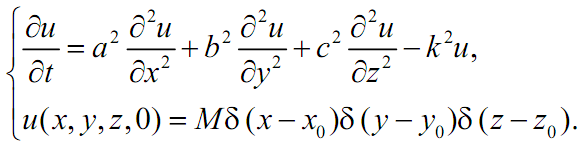 ∂u/∂t = a² ∂²u/∂x² + b² ∂²u/∂y² + c² ∂²u/∂z² − k²u,
u(x, y, z, 0) = Mδ(x − x₀)δ(y − y₀)δ(z − z₀).